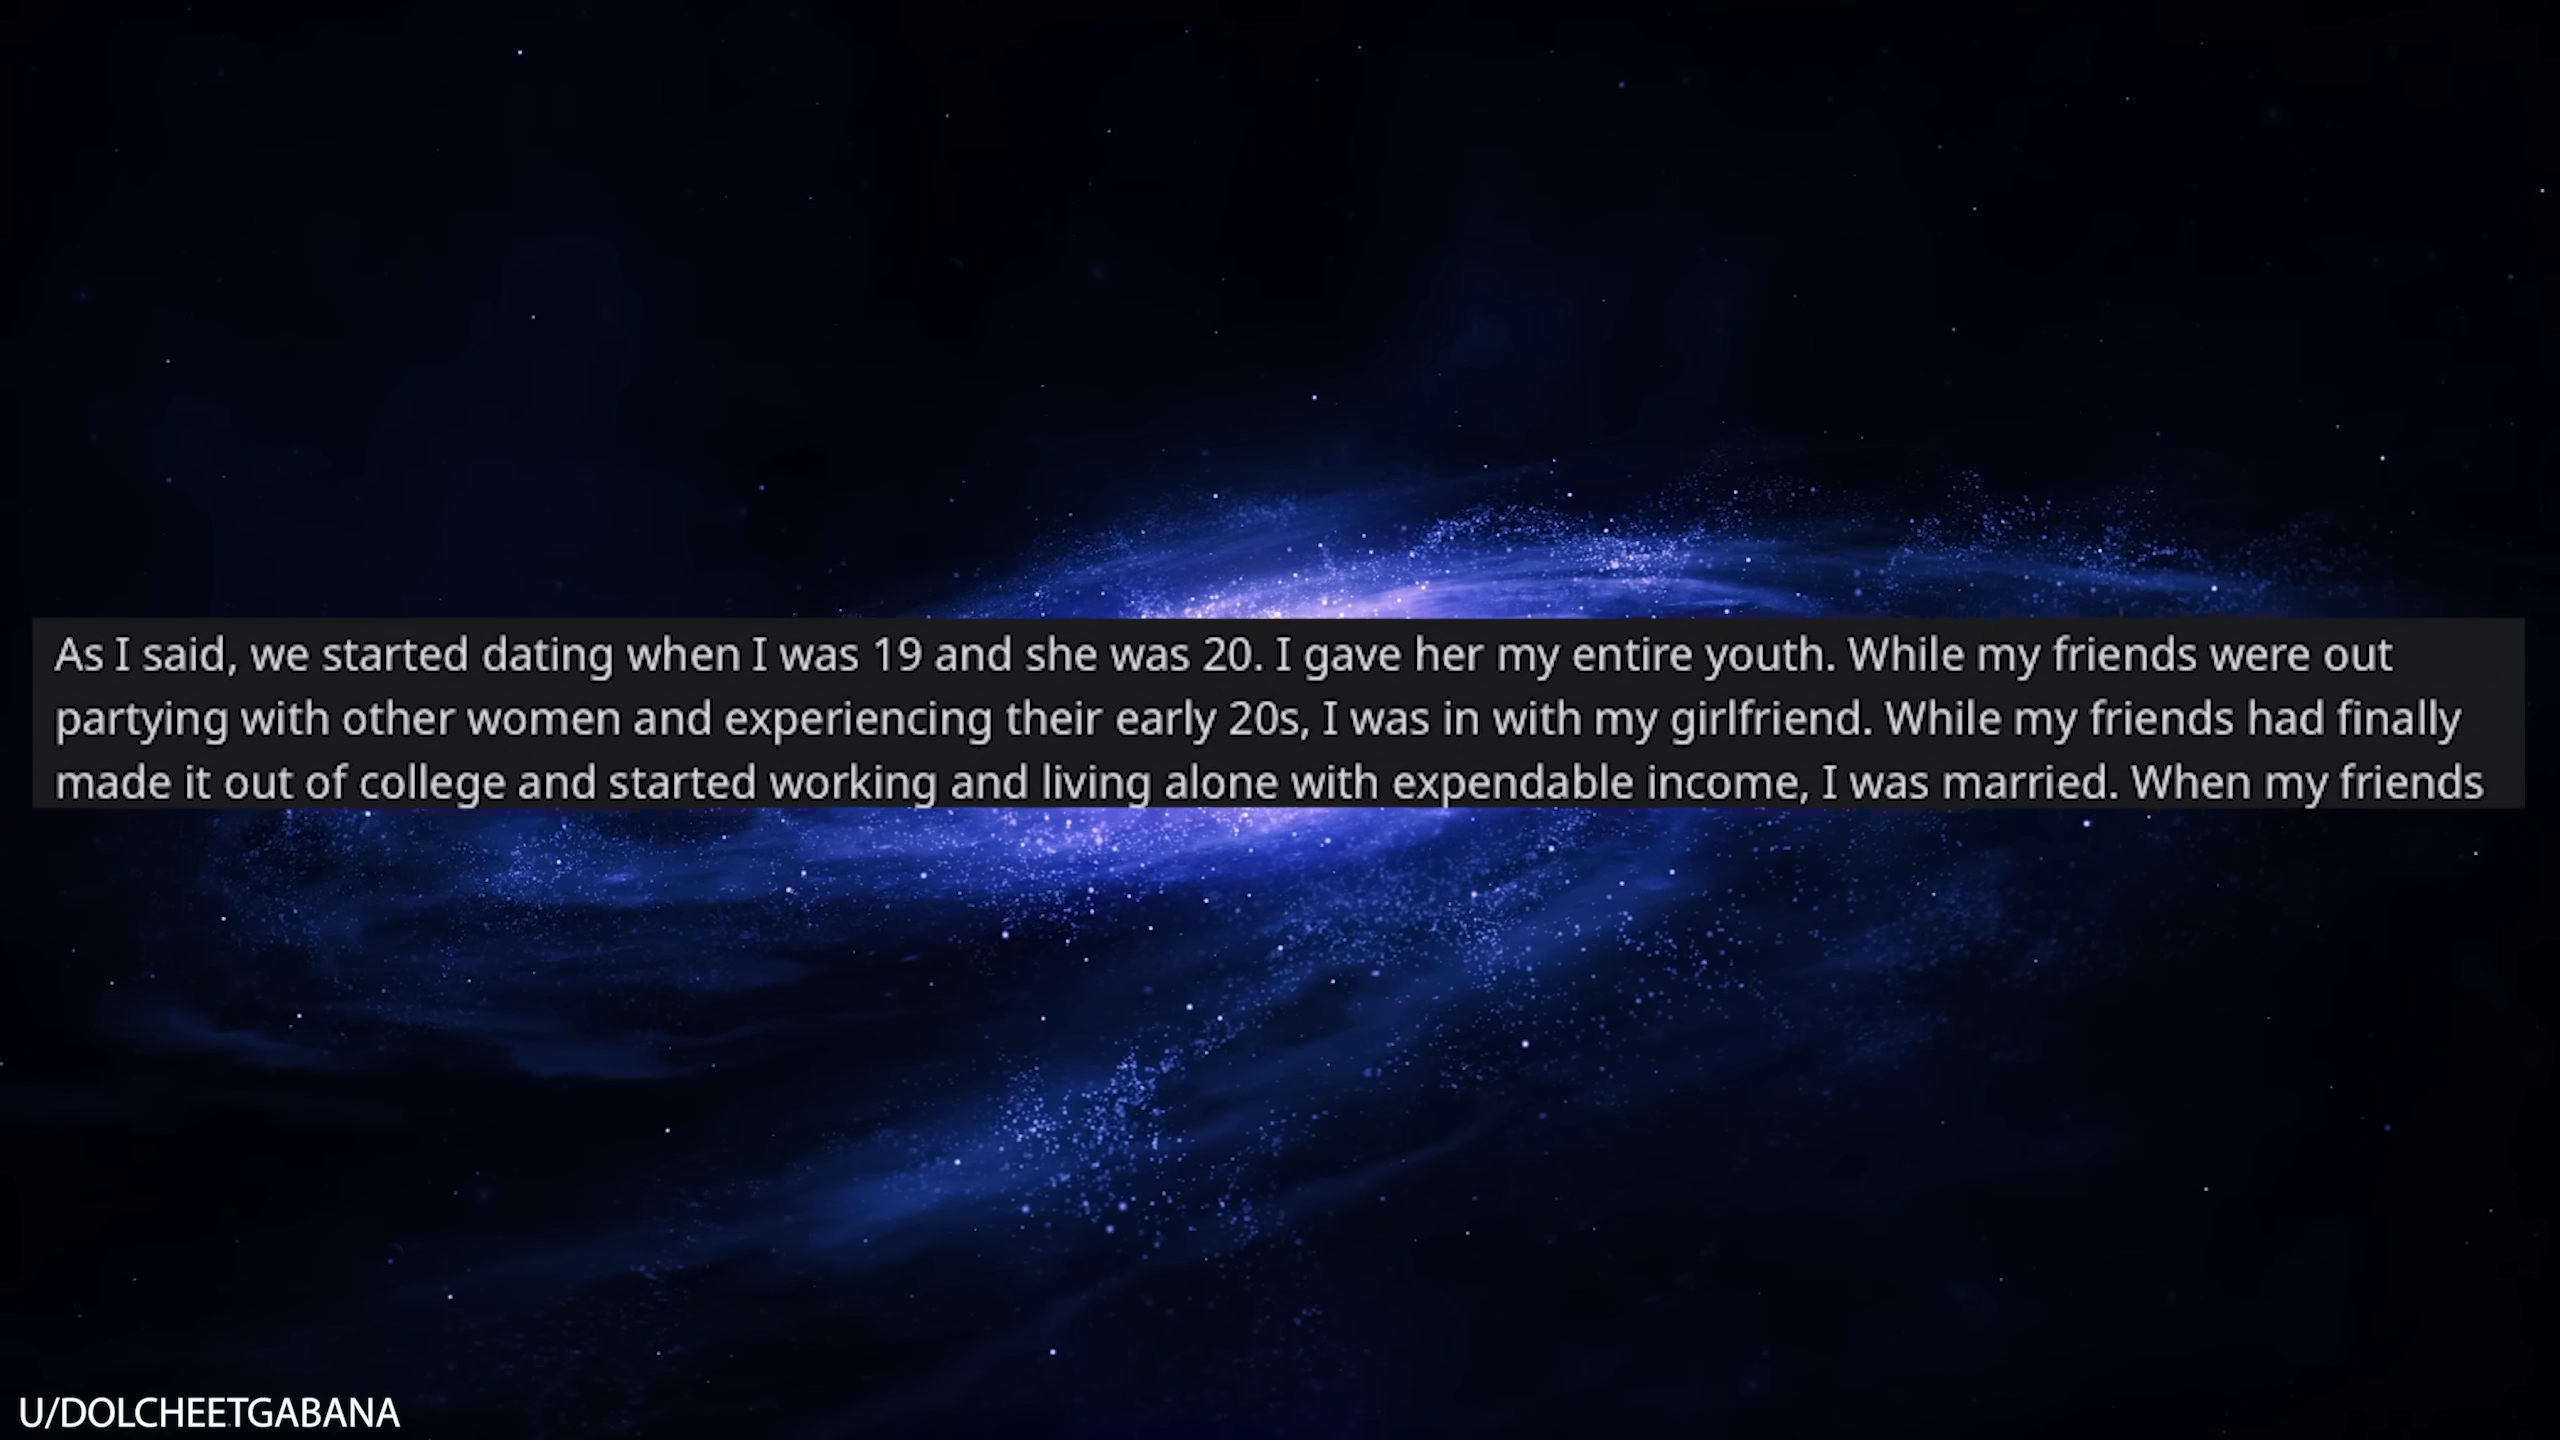 As I said, we started dating when I was 19 and she was 20. I gave her my entire youth. While my friends were out
partying with other women and experiencing their early 20s, I was in with my girlfriend. While my friends had finally
made it out of college and started working and living alone with expendable income, I was married. When my friends
U/DOLCHEETGABANA